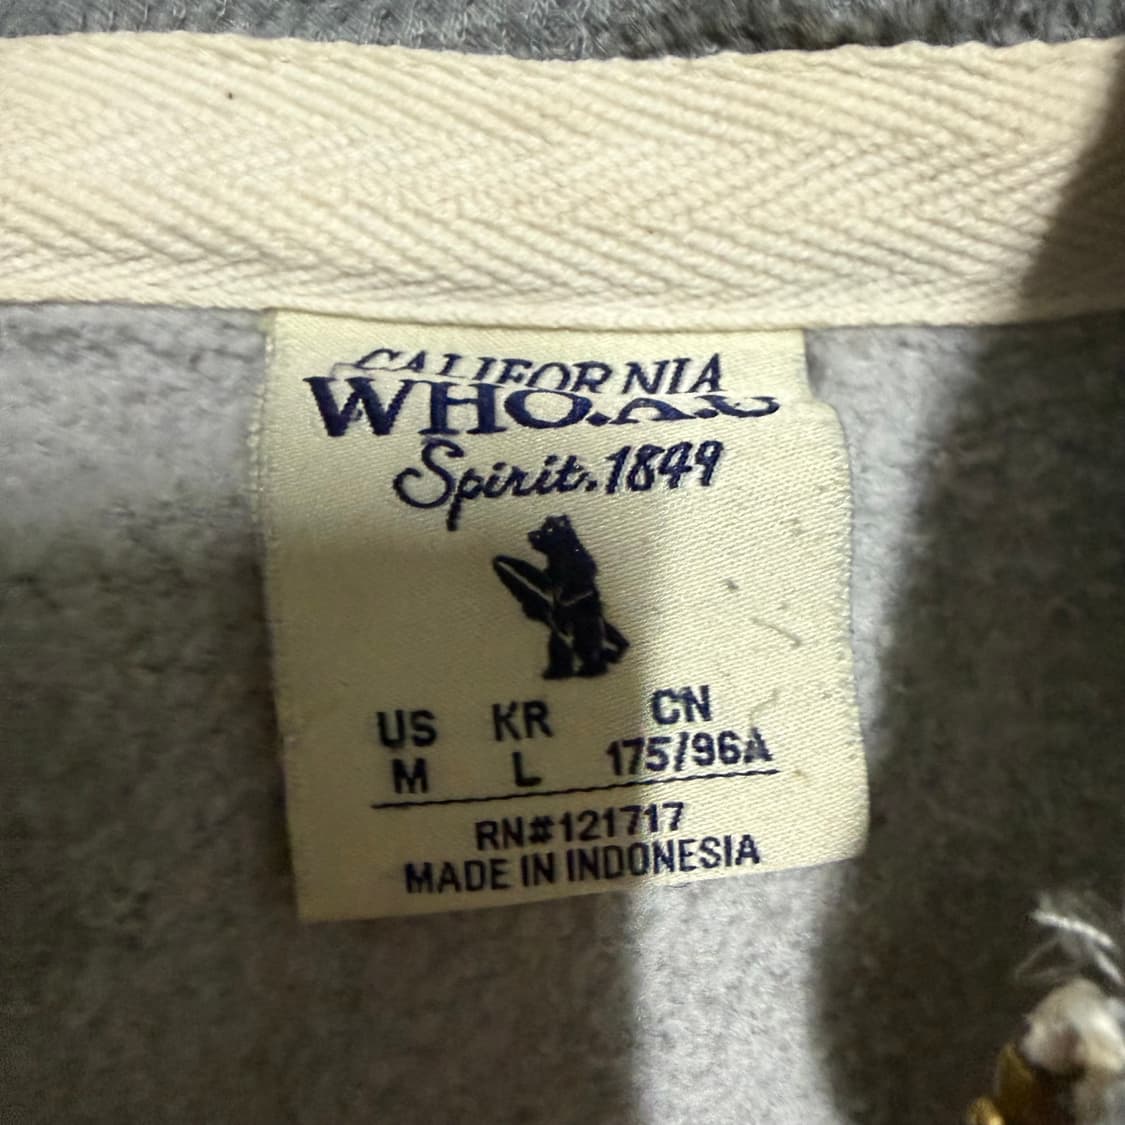 CALIFORNIA
WHO.A.U
Spirit.1849
US KR CN
M L 175/96A
RN#121717
MADE IN INDONESIA